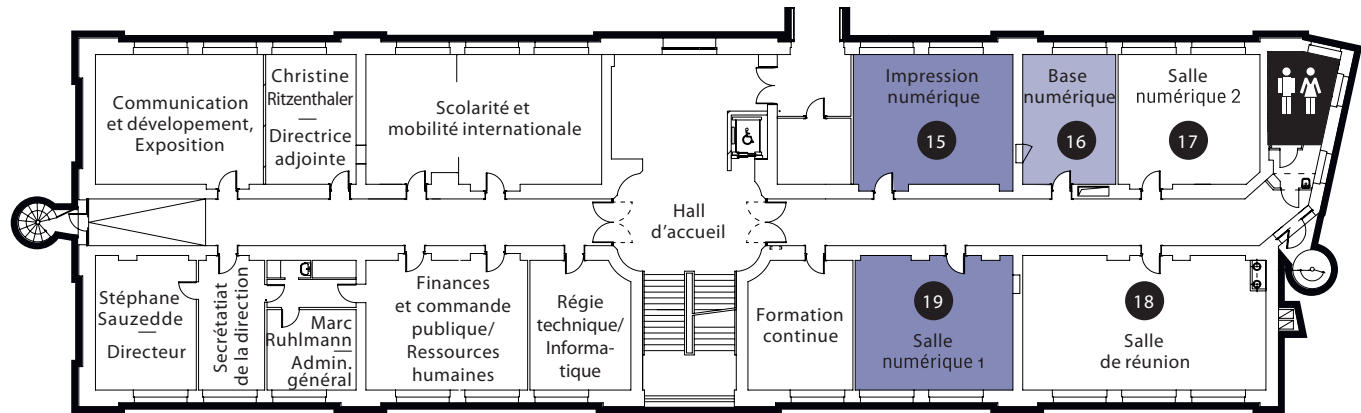 Communication
et dévelopement,
Exposition
Christine
Ritzenthaler
—
Directrice
adjointe
Scolarité et
mobilité internationale
Impression
numérique
15
Base
numérique
16
Salle
numérique 2
17
Hall
d’accueil
Stéphane
Sauzedde
—
Directeur
Secrétatiat
de la direction
Marc
Ruhlmann
—
Admin.
général
Finances
et commande
publique/
Ressources
humaines
Régie
technique/
Informa-
tique
Formation
continue
19
Salle
numérique 1
18
Salle
de réunion